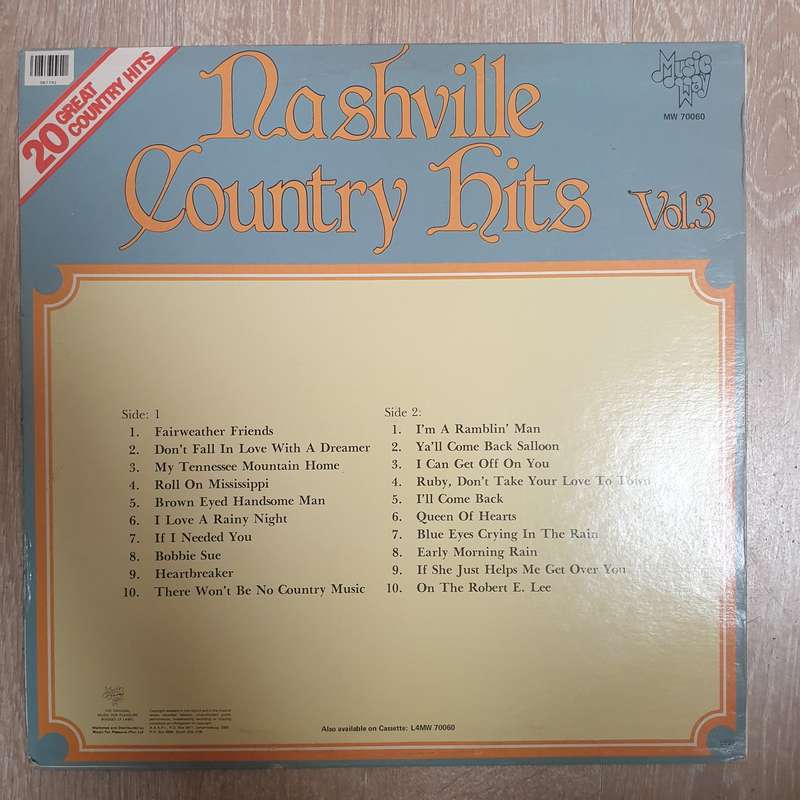 20 GREAT
COUNTRY HITS
Nashville
Country Hits Vol.3
Music Way
MW 70060
Side: 1
1. Fairweather Friends
2. Don't Fall In Love With A Dreamer
3. My Tennessee Mountain Home
4. Roll On Mississippi
5. Brown Eyed Handsome Man
6. I Love A Rainy Night
7. If I Needed You
8. Bobbie Sue
9. Heartbreaker
10. There Won't Be No Country Music
Side 2:
1. I'm A Ramblin' Man
2. Ya'll Come Back Salloon
3. I Can Get Off On You
4. Ruby, Don't Take Your Love To Town
5. I'll Come Back
6. Queen Of Hearts
7. Blue Eyes Crying In The Rain
8. Early Morning Rain
9. If She Just Helps Me Get Over You
10. On The Robert E. Lee
Also available on Cassette: L4MW 70060